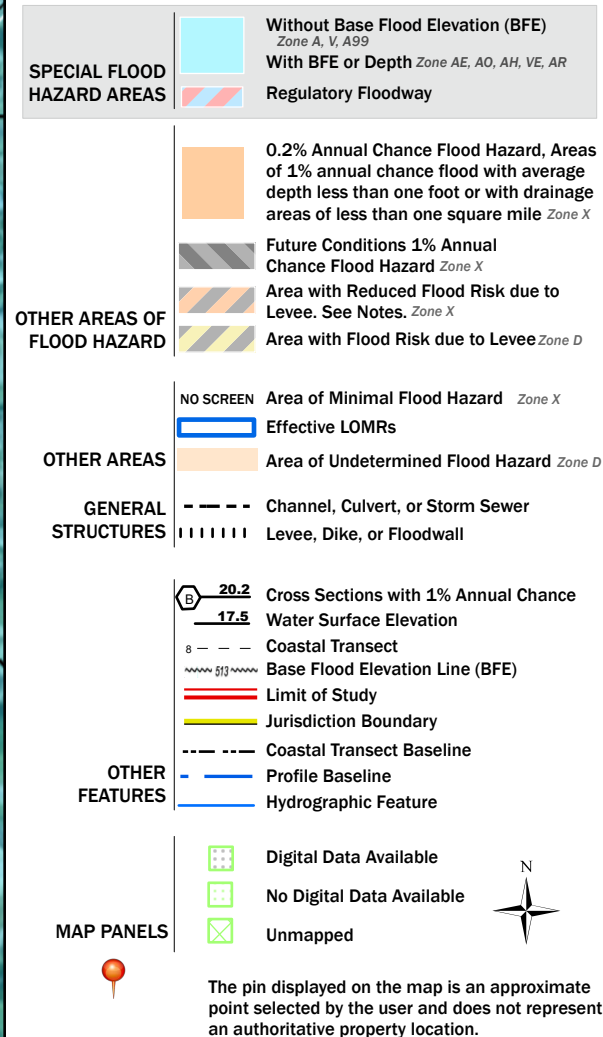 SPECIAL FLOOD
HAZARD AREAS
Without Base Flood Elevation (BFE)
Zone A, V, A99
With BFE or Depth Zone AE, AO, AH, VE, AR
Regulatory Floodway
OTHER AREAS OF
FLOOD HAZARD
0.2% Annual Chance Flood Hazard, Areas
of 1% annual chance flood with average
depth less than one foot or with drainage
areas of less than one square mile Zone X
Future Conditions 1% Annual
Chance Flood Hazard Zone X
Area with Reduced Flood Risk due to
Levee. See Notes. Zone X
Area with Flood Risk due to Levee Zone D
OTHER AREAS
NO SCREEN Area of Minimal Flood Hazard Zone X
Effective LOMRs
Area of Undetermined Flood Hazard Zone D
GENERAL
STRUCTURES
Channel, Culvert, or Storm Sewer
Levee, Dike, or Floodwall
OTHER
FEATURES
B 20.2 Cross Sections with 1% Annual Chance
17.5 Water Surface Elevation
8 Coastal Transect
513 Base Flood Elevation Line (BFE)
Limit of Study
Jurisdiction Boundary
Coastal Transect Baseline
Profile Baseline
Hydrographic Feature
MAP PANELS
Digital Data Available
No Digital Data Available
Unmapped
N
The pin displayed on the map is an approximate
point selected by the user and does not represent
an authoritative property location.